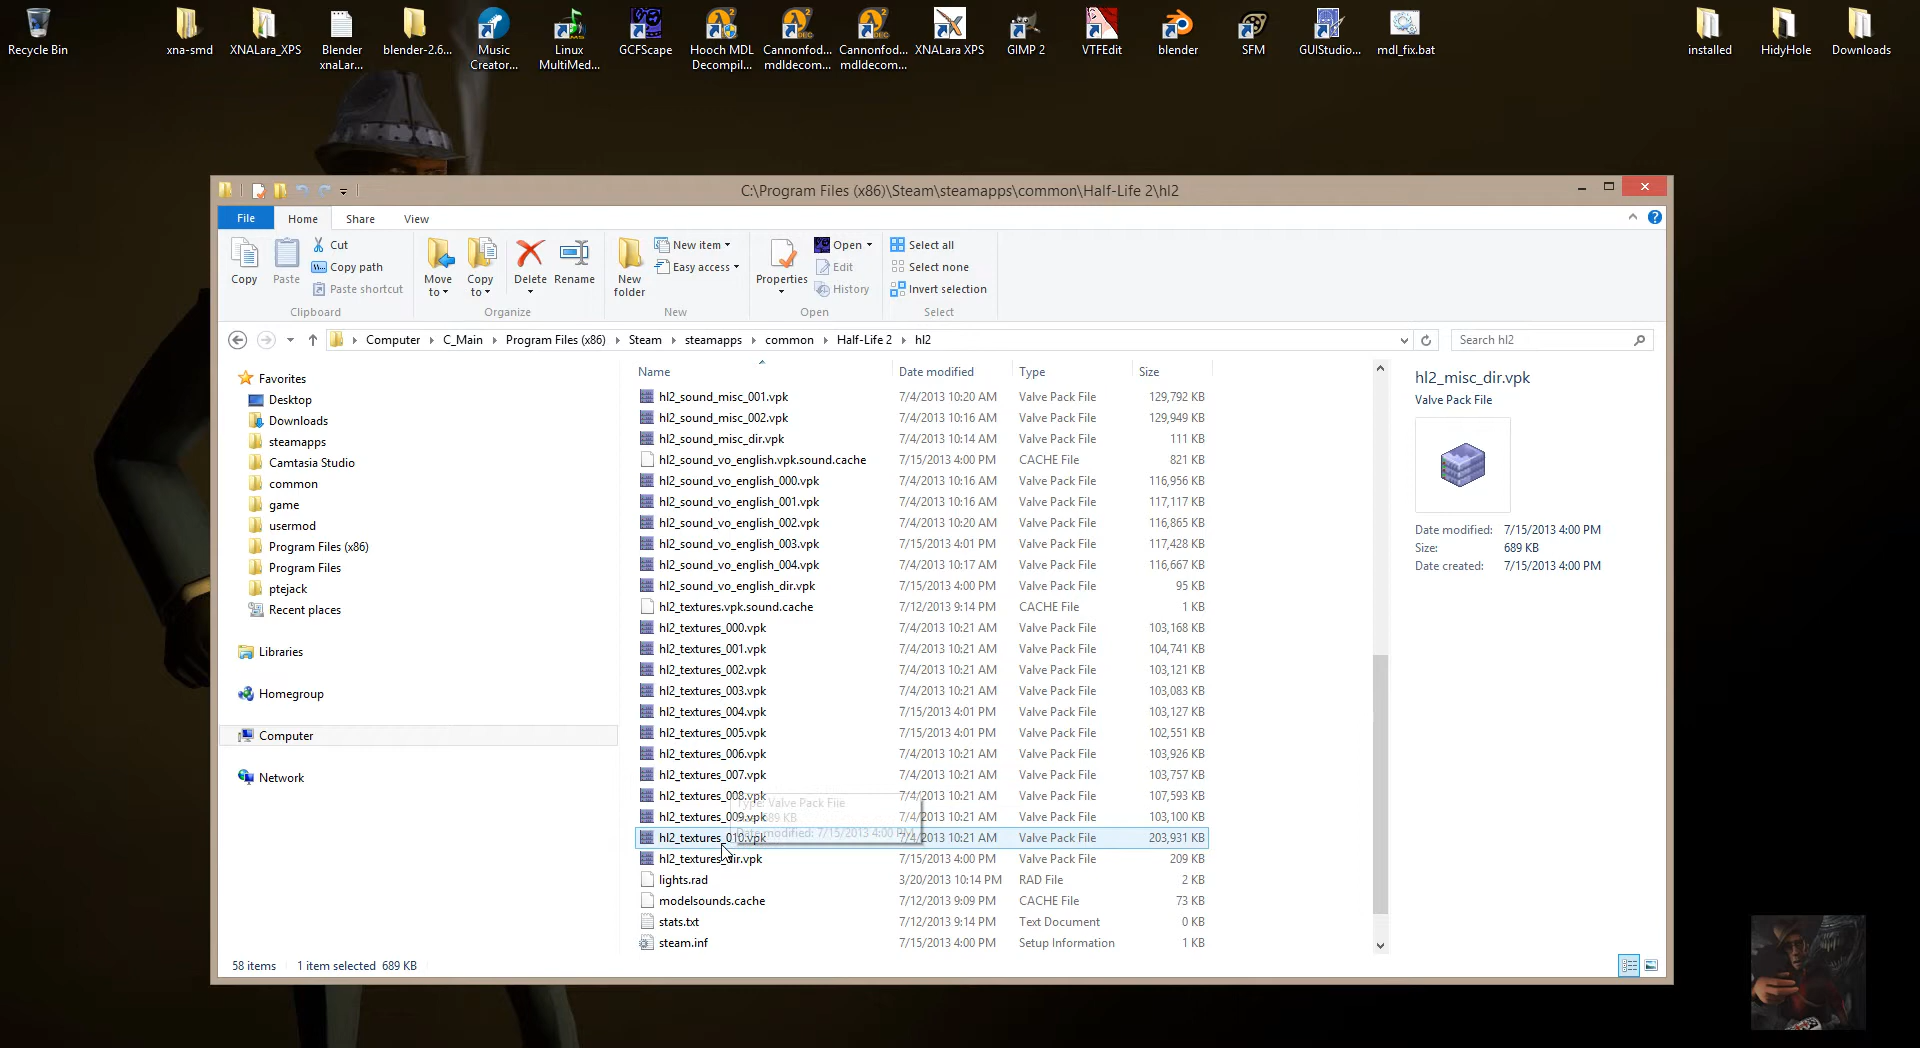 Recycle Bin
xna-smd
XNALara_XPS
Blender
xnaLar...
blender-2.6...
Music
Creator...
Linux
MultiMed...
GCFScape
Hooch MDL
Decompil...
Cannonfod...
mdldecom...
Cannonfod...
mdldecom...
XNALara XPS
GIMP 2
VTFEdit
blender
SFM
GUIStudio...
mdl_fix.bat
installed
HidyHole
Downloads
C:\Program Files (x86)\Steam\steamapps\common\Half-Life 2\hl2
File
Home
Share
View
Copy
Paste
Cut
Copy path
Paste shortcut
Clipboard
Move
to
Copy
to
Delete
Rename
Organize
New
folder
New item
Easy access
New
Properties
Open
Edit
History
Open
Select all
Select none
Invert selection
Select
Computer
C_Main
Program Files (x86)
Steam
steamapps
common
Half-Life 2
hl2
Search hl2
Favorites
Desktop
Downloads
steamapps
Camtasia Studio
common
game
usermod
Program Files (x86)
Program Files
ptejack
Recent places
Libraries
Homegroup
Computer
Network
Name Date modified Type Size
hl2_sound_misc_001.vpk 7/4/2013 10:20 AM Valve Pack File 129,792 KB
hl2_sound_misc_002.vpk 7/4/2013 10:16 AM Valve Pack File 129,949 KB
hl2_sound_misc_dir.vpk 7/4/2013 10:14 AM Valve Pack File 111 KB
hl2_sound_vo_english.vpk.sound.cache 7/15/2013 4:00 PM CACHE File 821 KB
hl2_sound_vo_english_000.vpk 7/4/2013 10:16 AM Valve Pack File 116,956 KB
hl2_sound_vo_english_001.vpk 7/4/2013 10:16 AM Valve Pack File 117,117 KB
hl2_sound_vo_english_002.vpk 7/4/2013 10:20 AM Valve Pack File 116,865 KB
hl2_sound_vo_english_003.vpk 7/15/2013 4:01 PM Valve Pack File 117,428 KB
hl2_sound_vo_english_004.vpk 7/4/2013 10:17 AM Valve Pack File 116,667 KB
hl2_sound_vo_english_dir.vpk 7/15/2013 4:00 PM Valve Pack File 95 KB
hl2_textures.vpk.sound.cache 7/12/2013 9:14 PM CACHE File 1 KB
hl2_textures_000.vpk 7/4/2013 10:21 AM Valve Pack File 103,168 KB
hl2_textures_001.vpk 7/4/2013 10:21 AM Valve Pack File 104,741 KB
hl2_textures_002.vpk 7/4/2013 10:21 AM Valve Pack File 103,121 KB
hl2_textures_003.vpk 7/4/2013 10:21 AM Valve Pack File 103,083 KB
hl2_textures_004.vpk 7/15/2013 4:01 PM Valve Pack File 103,127 KB
hl2_textures_005.vpk 7/15/2013 4:01 PM Valve Pack File 102,551 KB
hl2_textures_006.vpk 7/4/2013 10:21 AM Valve Pack File 103,926 KB
hl2_textures_007.vpk 7/4/2013 10:21 AM Valve Pack File 103,757 KB
hl2_textures_008.vpk 7/4/2013 10:21 AM Valve Pack File 107,593 KB
Type: Valve Pack File
hl2_textures_009.vpk 7/4/2013 10:21 AM Valve Pack File 103,100 KB
689 KB
Date modified: 7/15/2013 4:00 PM
hl2_textures_010.vpk 7/4/2013 10:21 AM Valve Pack File 203,931 KB
hl2_textures_dir.vpk 7/15/2013 4:00 PM Valve Pack File 209 KB
lights.rad 3/20/2013 10:14 PM RAD File 2 KB
modelsounds.cache 7/12/2013 9:09 PM CACHE File 73 KB
stats.txt 7/12/2013 9:14 PM Text Document 0 KB
steam.inf 7/15/2013 4:00 PM Setup Information 1 KB
hl2_misc_dir.vpk
Valve Pack File
Date modified: 7/15/2013 4:00 PM
Size: 689 KB
Date created: 7/15/2013 4:00 PM
58 items 1 item selected 689 KB